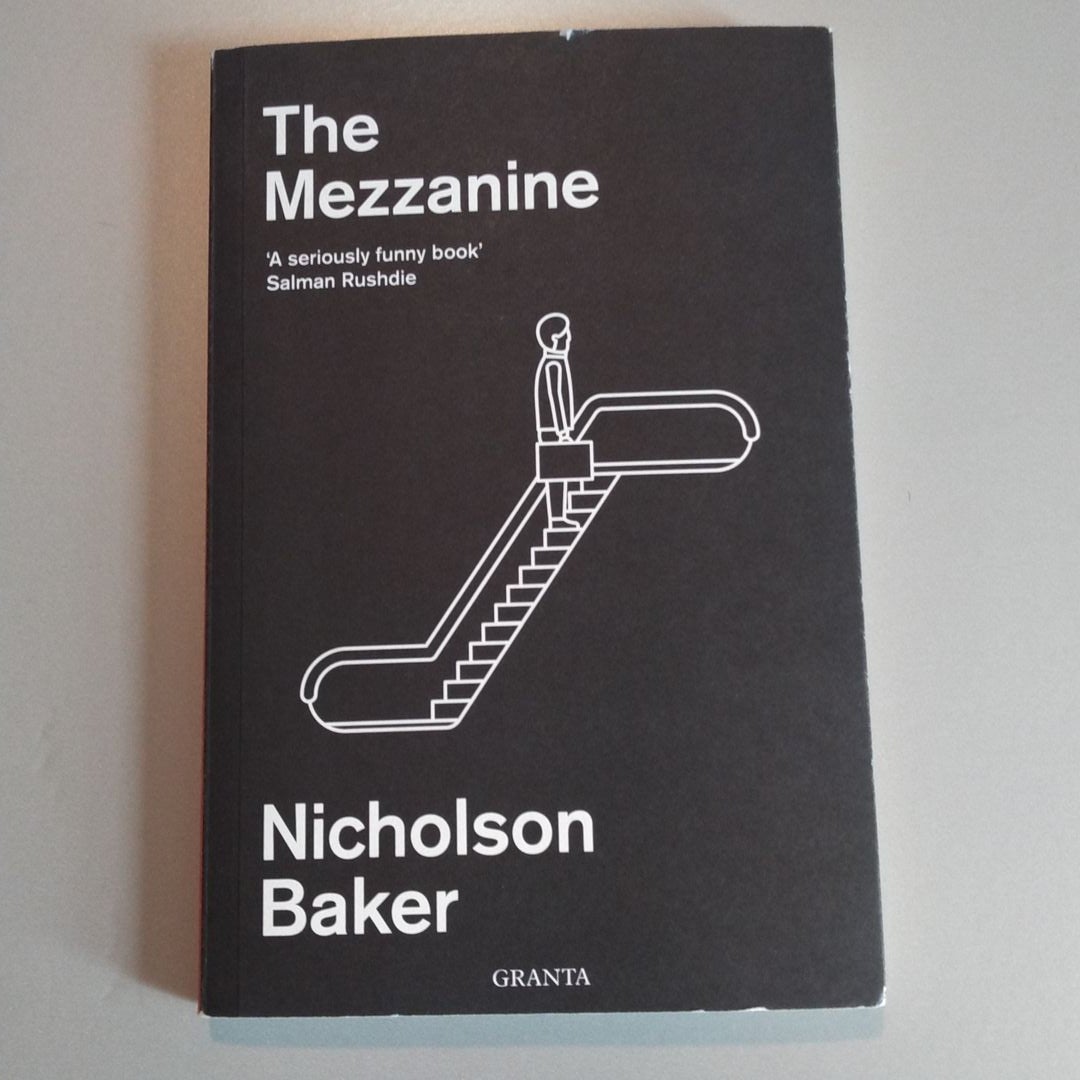 The
Mezzanine
‘A seriously funny book’
Salman Rushdie
Nicholson
Baker
GRANTA